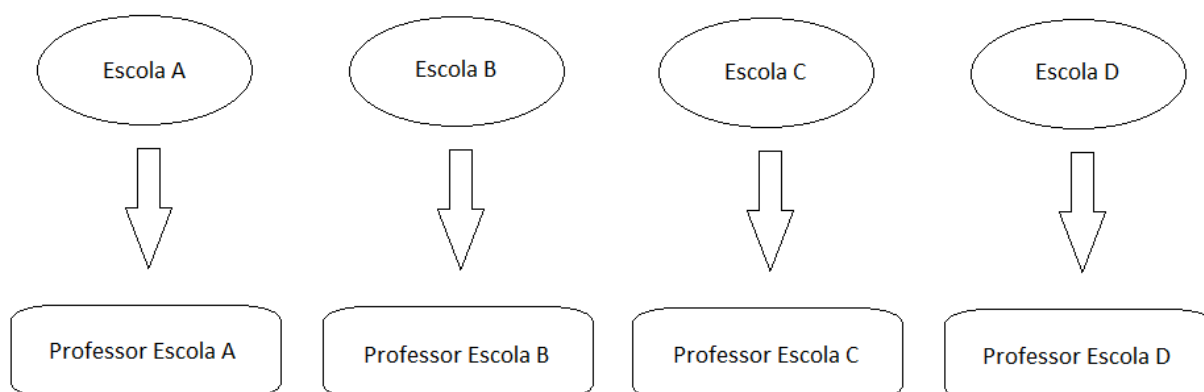 Escola A
Escola B
Escola C
Escola D
Professor Escola A
Professor Escola B
Professor Escola C
Professor Escola D